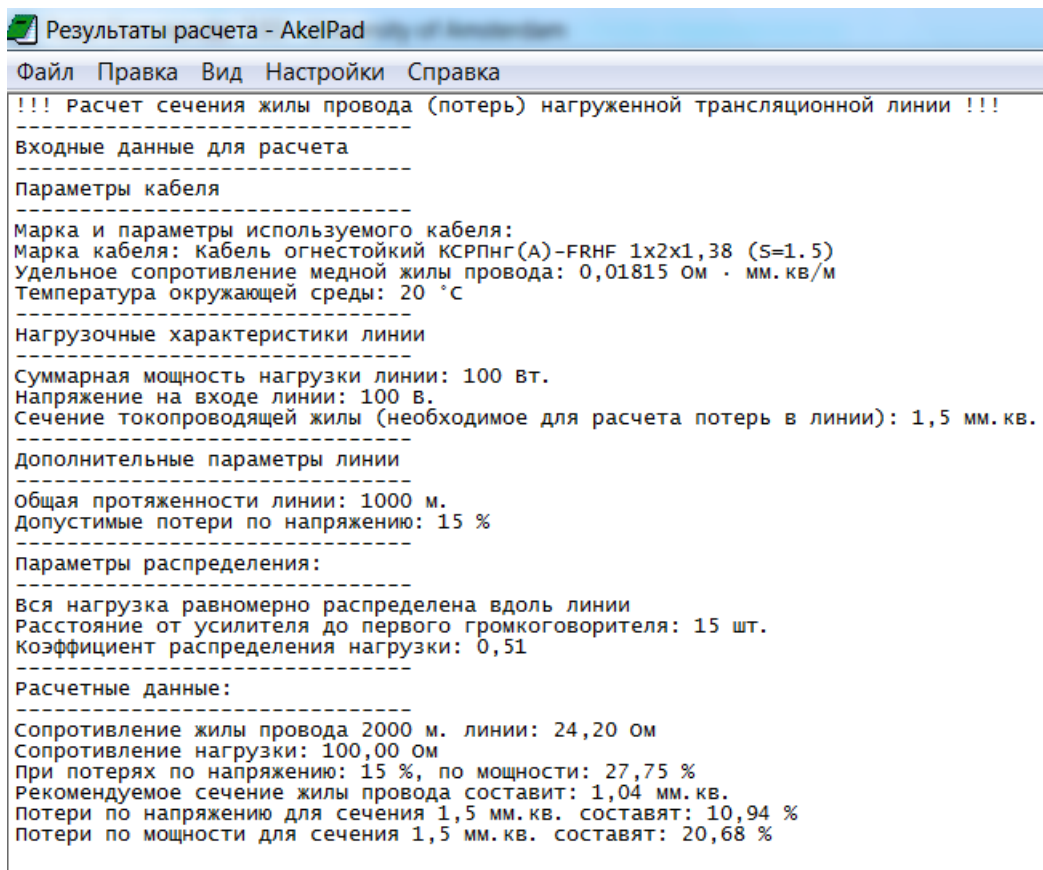 Результаты расчета - AkelPad
Файл Правка Вид Настройки Справка
!!! Расчет сечения жилы провода (потерь) нагруженной трансляционной линии !!!
--------------------------------
Входные данные для расчета
--------------------------------
Параметры кабеля
--------------------------------
Марка и параметры используемого кабеля:
Марка кабеля: Кабель огнестойкий КСРПнг(А)-FRHF 1х2х1,38 (S=1.5)
Удельное сопротивление медной жилы провода: 0,01815 Ом · мм.кв/м
Температура окружающей среды: 20 °С
--------------------------------
Нагрузочные характеристики линии
--------------------------------
Суммарная мощность нагрузки линии: 100 Вт.
Напряжение на входе линии: 100 В.
Сечение токопроводящей жилы (необходимое для расчета потерь в линии): 1,5 мм.кв.
--------------------------------
Дополнительные параметры линии
--------------------------------
Общая протяженности линии: 1000 м.
Допустимые потери по напряжению: 15 %
--------------------------------
Параметры распределения:
--------------------------------
Вся нагрузка равномерно распределена вдоль линии
Расстояние от усилителя до первого громкоговорителя: 15 шт.
Коэффициент распределения нагрузки: 0,51
--------------------------------
Расчетные данные:
--------------------------------
Сопротивление жилы провода 2000 м. линии: 24,20 Ом
Сопротивление нагрузки: 100,00 Ом
При потерях по напряжению: 15 %, по мощности: 27,75 %
Рекомендуемое сечение жилы провода составит: 1,04 мм.кв.
Потери по напряжению для сечения 1,5 мм.кв. составят: 10,94 %
Потери по мощности для сечения 1,5 мм.кв. составят: 20,68 %